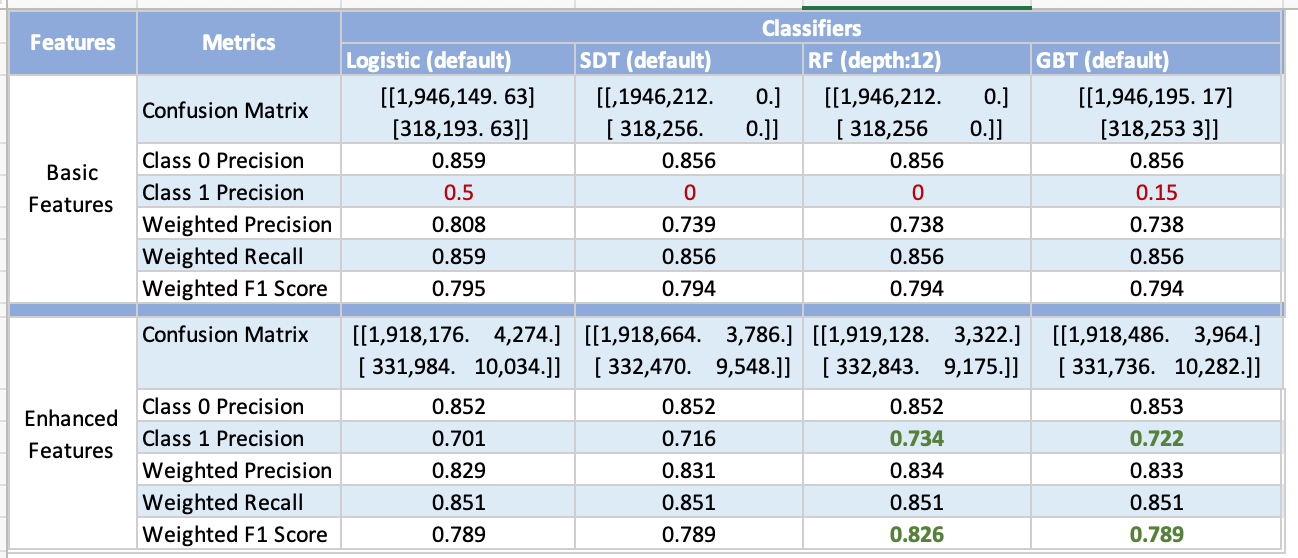 Features Metrics Classifiers
Logistic (default) SDT (default) RF (depth:12) GBT (default)
Basic Features
Confusion Matrix [[1,946,149. 63] [[,1946,212. 0.] [[1,946,212. 0.] [[1,946,195. 17]
[318,193. 63]] [ 318,256. 0.]] [ 318,256 0.]] [318,253 3]]
Class 0 Precision 0.859 0.856 0.856 0.856
Class 1 Precision 0.5 0 0 0.15
Weighted Precision 0.808 0.739 0.738 0.738
Weighted Recall 0.859 0.856 0.856 0.856
Weighted F1 Score 0.795 0.794 0.794 0.794
Enhanced Features
Confusion Matrix [[1,918,176. 4,274.] [[1,918,664. 3,786.] [[1,919,128. 3,322.] [[1,918,486. 3,964.]
[ 331,984. 10,034.]] [ 332,470. 9,548.]] [ 332,843. 9,175.]] [ 331,736. 10,282.]]
Class 0 Precision 0.852 0.852 0.852 0.853
Class 1 Precision 0.701 0.716 0.734 0.722
Weighted Precision 0.829 0.831 0.834 0.833
Weighted Recall 0.851 0.851 0.851 0.851
Weighted F1 Score 0.789 0.789 0.826 0.789